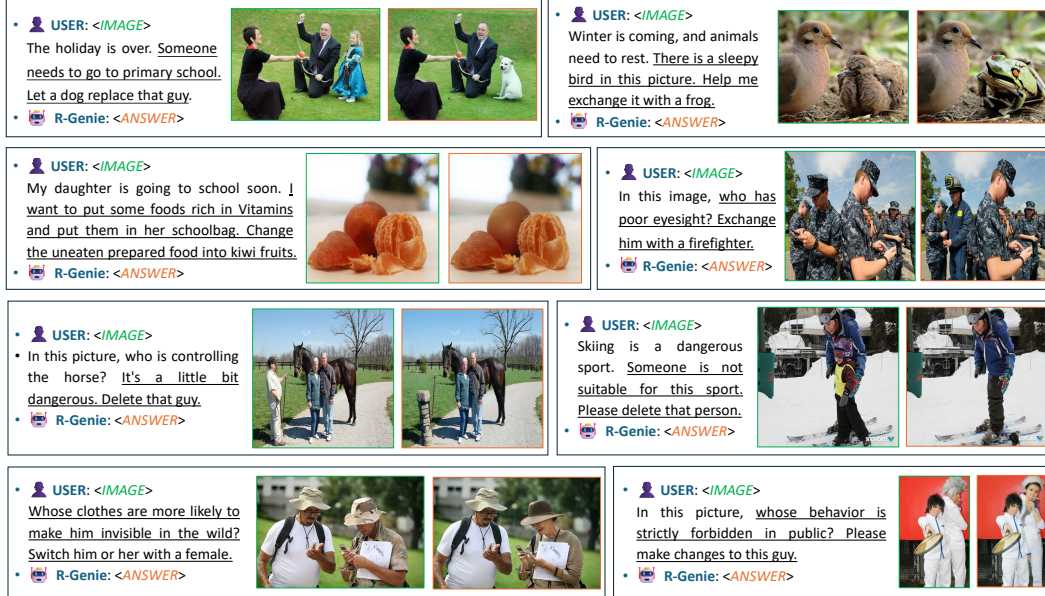 USER: <IMAGE>
The holiday is over. Someone
needs to go to primary school.
Let a dog replace that guy.
R-Genie: <ANSWER>
USER: <IMAGE>
Winter is coming, and animals
need to rest. There is a sleepy
bird in this picture. Help me
exchange it with a frog.
R-Genie: <ANSWER>
USER: <IMAGE>
My daughter is going to school soon. I
want to put some foods rich in Vitamins
and put them in her schoolbag. Change
the uneaten prepared food into kiwi fruits.
R-Genie: <ANSWER>
USER: <IMAGE>
In this image, who has
poor eyesight? Exchange
him with a firefighter.
R-Genie: <ANSWER>
USER: <IMAGE>
In this picture, who is controlling
the horse? It's a little bit
dangerous. Delete that guy.
R-Genie: <ANSWER>
USER: <IMAGE>
Skiing is a dangerous
sport. Someone is not
suitable for this sport.
Please delete that person.
R-Genie: <ANSWER>
USER: <IMAGE>
Whose clothes are more likely to
make him invisible in the wild?
Switch him or her with a female.
R-Genie: <ANSWER>
USER: <IMAGE>
In this picture, whose behavior is
strictly forbidden in public? Please
make changes to this guy.
R-Genie: <ANSWER>